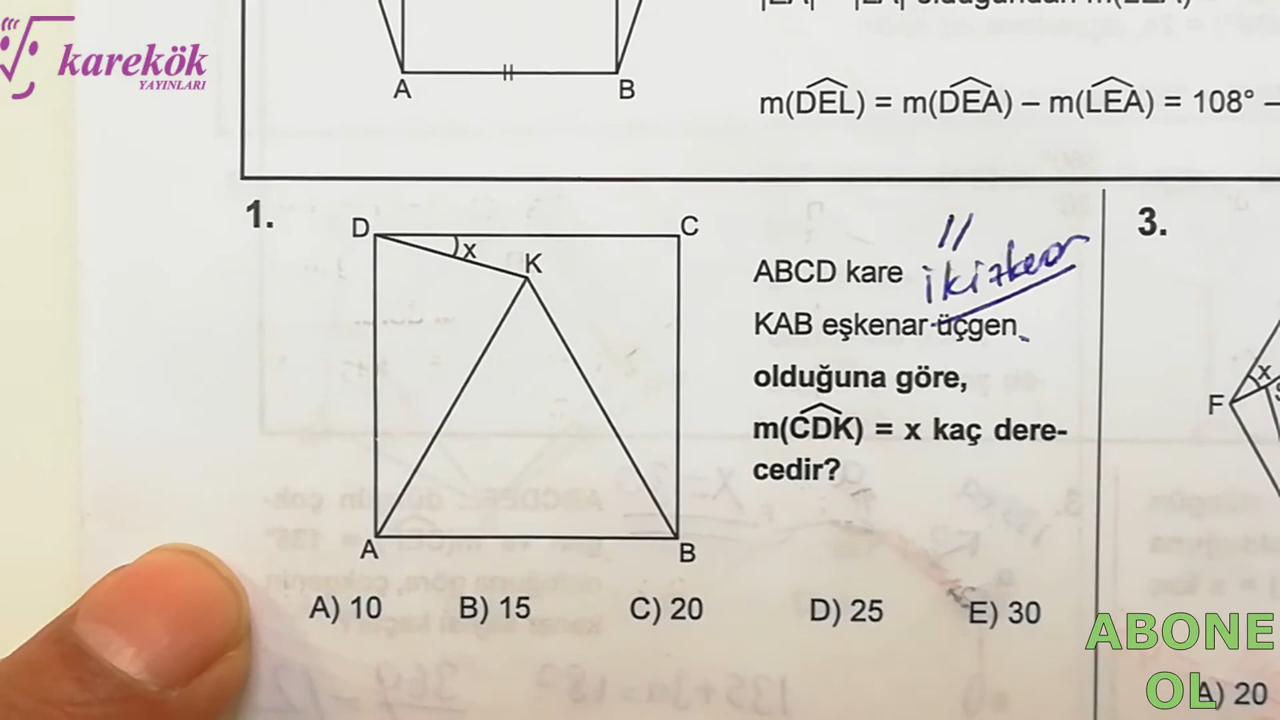 karekök
YAYINLARI
A
B
m(DEL) = m(DEA) – m(LEA) = 108° –
1.
D
C
x
K
A
B
ABCD kare
ikizkenar
KAB eşkenar üçgen
olduğuna göre,
m(CDK) = x kaç dere-
cedir?
A) 10 B) 15 C) 20 D) 25 E) 30
3.
x
F
A) 20
ABONE
OL